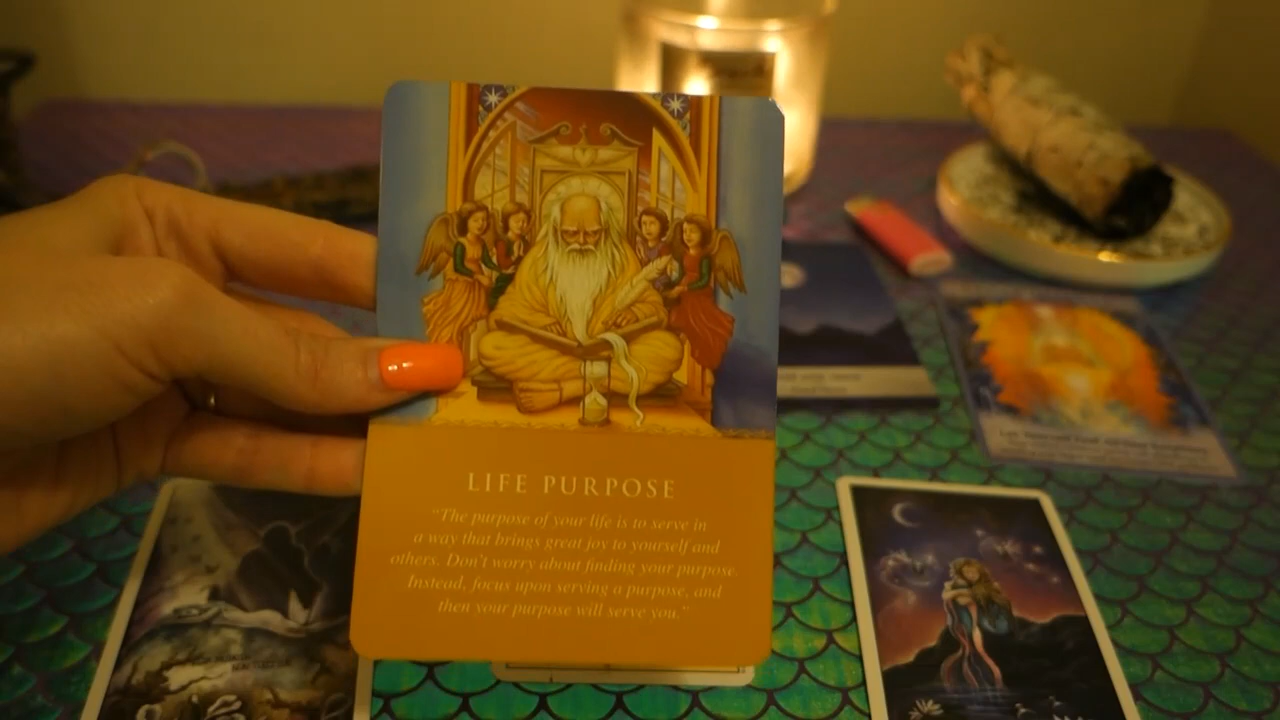 LIFE PURPOSE
"The purpose of your life is to serve in
a way that brings great joy to yourself and
others. Don't worry about finding your purpose.
Instead, focus upon serving a purpose, and
then your purpose will serve you."